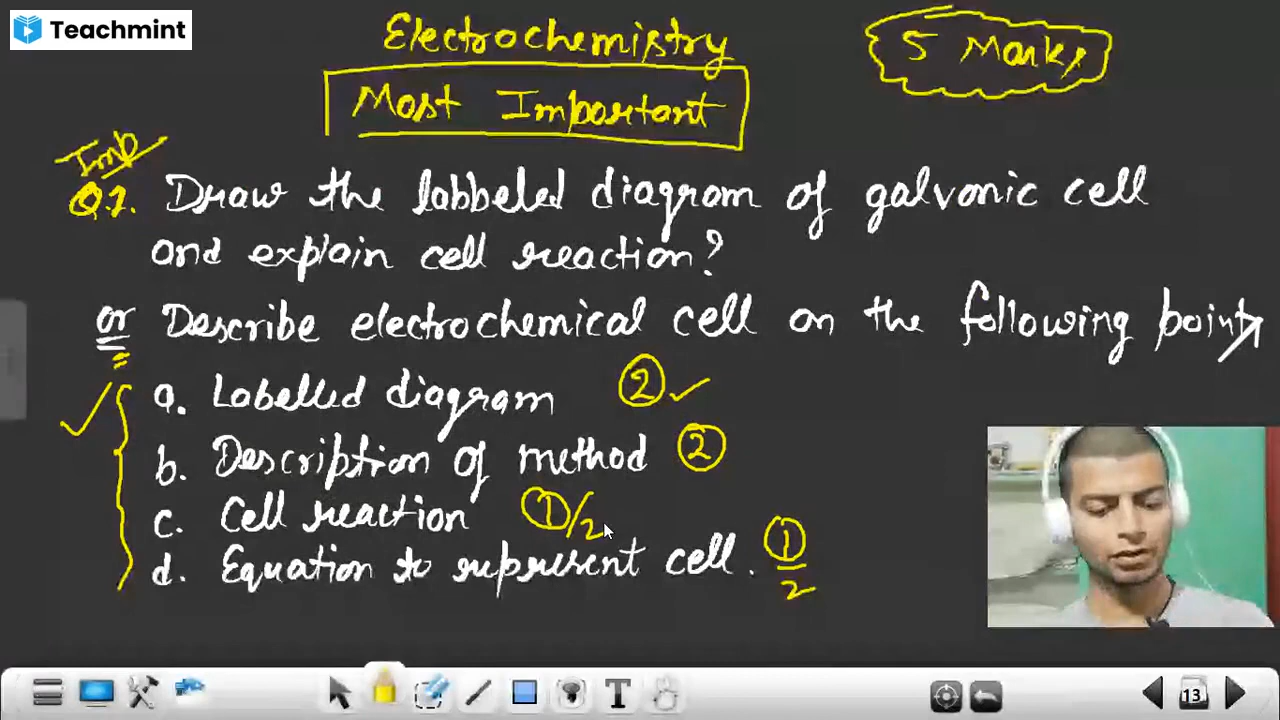 Teachmint
Electrochemistry
5 Marks
Most Important
Imp
Q.1. Draw the labbeled diagram of galvonic cell
and explain cell reaction?
or Describe electrochemical cell on the following points
a. Labelled diagram 2
b. Description of method 2
c. Cell reaction 1/2
d. Equation to represent cell. 1/2
13